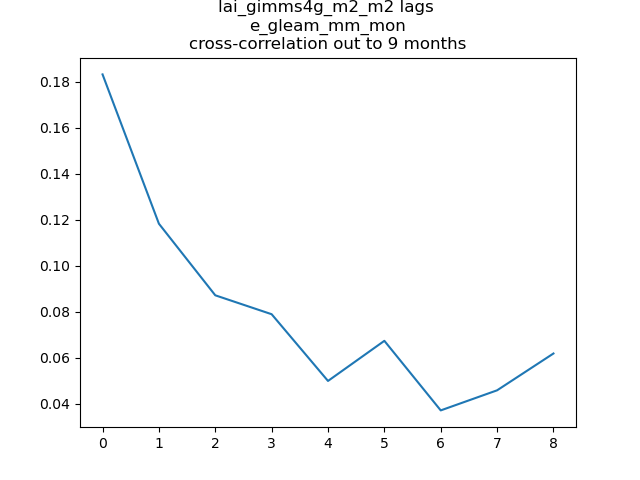 lai_gimms4g_m2_m2 lags
e_gleam_mm_mon
cross-correlation out to 9 months
0.18
0.16
0.14
0.12
0.10
0.08
0.06
0.04
0 1 2 3 4 5 6 7 8